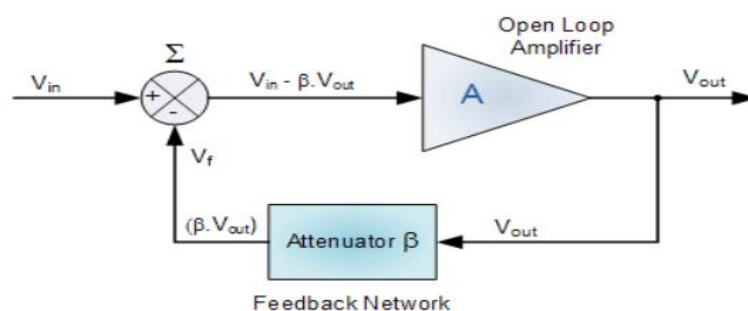 Open Loop
Amplifier
Σ
Vin
+
-
Vin - β.Vout
A
Vout
Vf
(β.Vout)
Attenuator β
Vout
Feedback Network